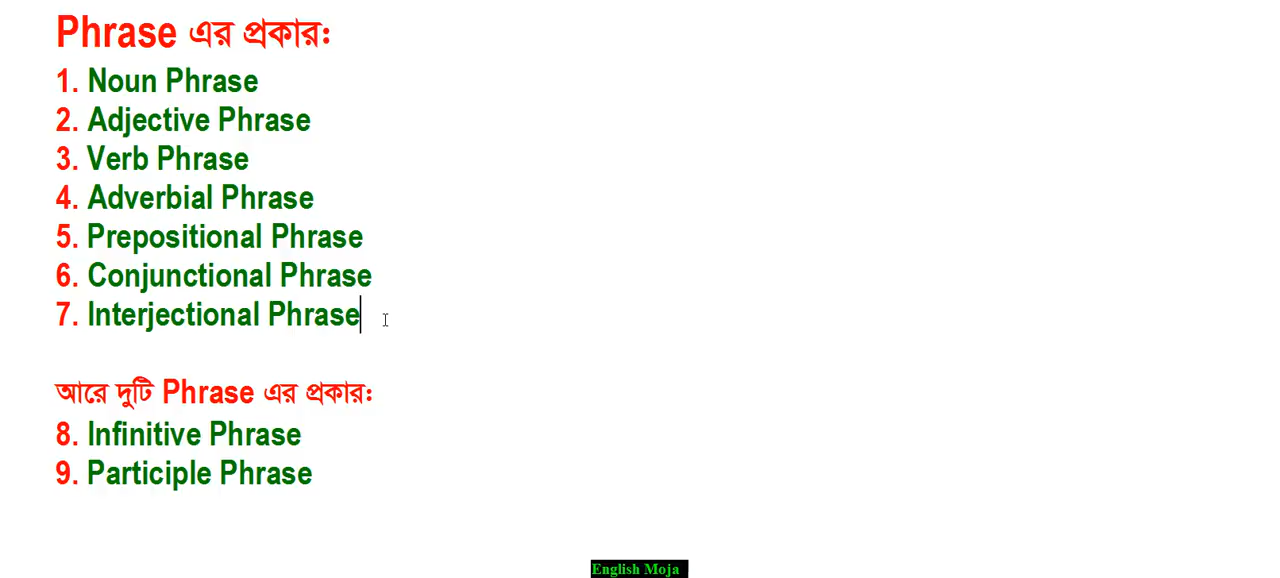 Phrase এর প্রকার:
1. Noun Phrase
2. Adjective Phrase
3. Verb Phrase
4. Adverbial Phrase
5. Prepositional Phrase
6. Conjunctional Phrase
7. Interjectional Phrase
আরে দুটি Phrase এর প্রকার:
8. Infinitive Phrase
9. Participle Phrase
English Moja